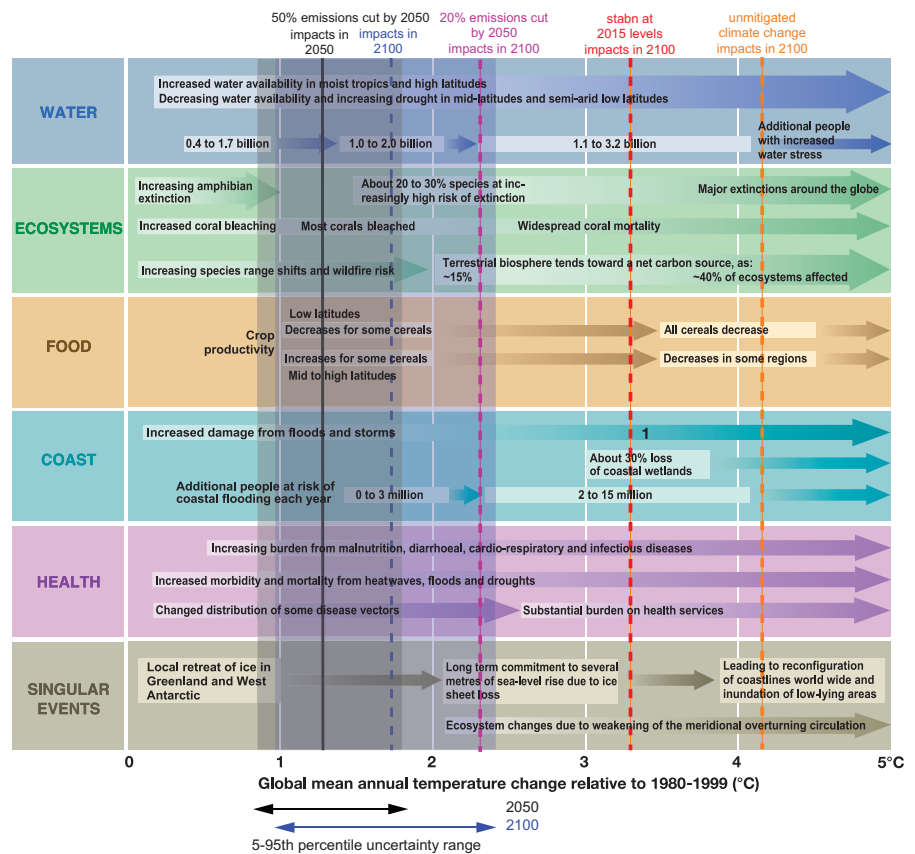 50% emissions cut by 2050
impacts in
2050
impacts
in 2100
20% emissions cut
by 2050
impacts in 2100
stabn at
2015 levels
impacts in 2100
unmitigated
climate change
impacts in 2100
WATER
Increased water availability in moist tropics and high latitudes
Decreasing water availability and increasing drought in mid-latitudes and semi-arid low latitudes
0.4 to 1.7 billion
1.0 to 2.0 billion
1.1 to 3.2 billion
Additional people
with increased
water stress
ECOSYSTEMS
Increasing amphibian
extinction
About 20 to 30% species at inc-
reasingly high risk of extinction
Major extinctions around the globe
Increased coral bleaching
Most corals bleached
Widespread coral mortality
Increasing species range shifts and wildfire risk
Terrestrial biosphere tends toward a net carbon source, as:
~15%
~40% of ecosystems affected
FOOD
Crop
productivity
Low latitudes
Decreases for some cereals
All cereals decrease
Increases for some cereals
Mid to high latitudes
Decreases in some regions
COAST
Increased damage from floods and storms
1
About 30% loss
of coastal wetlands
Additional people at risk of
coastal flooding each year
0 to 3 million
2 to 15 million
HEALTH
Increasing burden from malnutrition, diarrhoeal, cardio-respiratory and infectious diseases
Increased morbidity and mortality from heatwaves, floods and droughts
Changed distribution of some disease vectors
Substantial burden on health services
SINGULAR
EVENTS
Local retreat of ice in
Greenland and West
Antarctic
Long term commitment to several
metres of sea-level rise due to ice
sheet loss
Leading to reconfiguration
of coastlines world wide and
inundation of low-lying areas
Ecosystem changes due to weakening of the meridional overturning circulation
0 1 2 3 4 5°C
Global mean annual temperature change relative to 1980-1999 (°C)
2050
2100
5-95th percentile uncertainty range